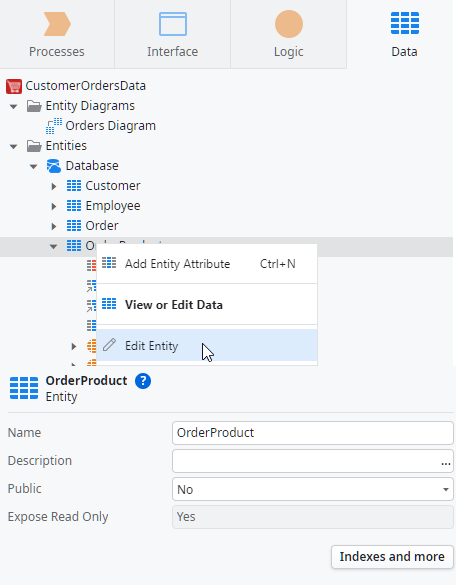 Processes
Interface
Logic
Data
CustomerOrdersData
Entity Diagrams
Orders Diagram
Entities
Database
Customer
Employee
Order
Add Entity Attribute Ctrl+N
View or Edit Data
Edit Entity
OrderProduct ?
Entity
Name OrderProduct
Description ...
Public No
Expose Read Only Yes
Indexes and more